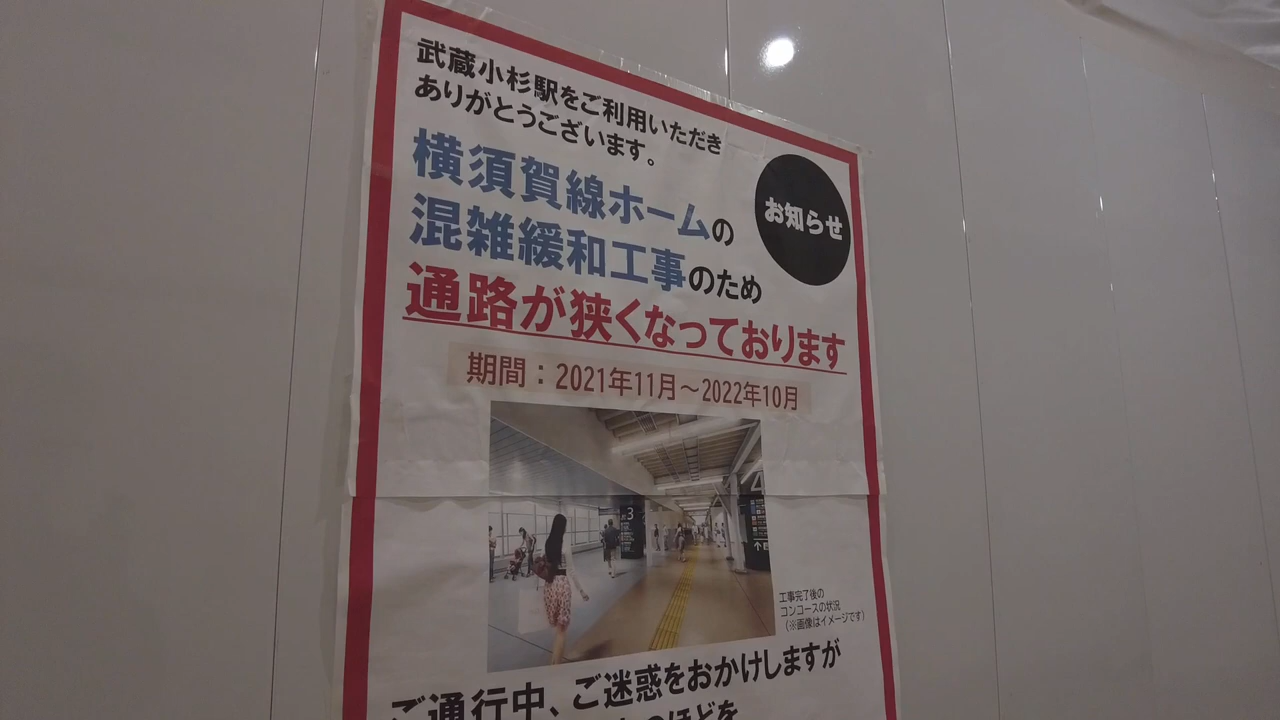 武蔵小杉駅をご利用いただき
ありがとうございます。
お知らせ
横須賀線ホームの
混雑緩和工事のため
通路が狭くなっております
期間：2021年11月～2022年10月
3
4
工事完了後の
コンコースの状況
（※画像はイメージです）
ご通行中、ご迷惑をおかけしますが
のほどを